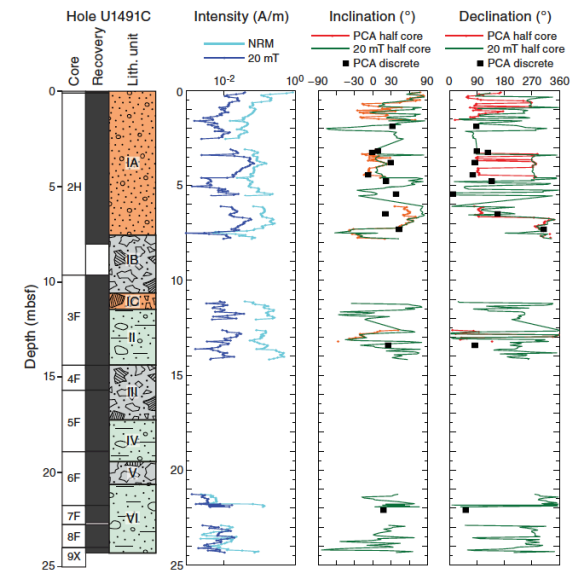 Hole U1491C
Intensity (A/m)
Inclination (°)
Declination (°)
Core
Recovery
Lith. unit
NRM
20 mT
PCA half core
20 mT half core
PCA discrete
PCA half core
20 mT half core
PCA discrete
10⁻² 10⁰
−90 −30 30 90
0 90 180 270 360
0
5
10
15
20
25
Depth (mbsf)
2H
3F
4F
5F
6F
7F
8F
9X
IA
IB
IC
II
III
IV
V
VI
0
5
10
15
20
25